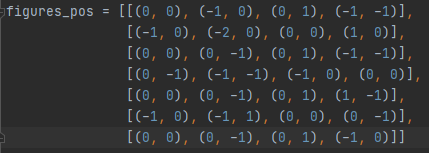 figures_pos = [[(0, 0), (-1, 0), (0, 1), (-1, -1)],
[(-1, 0), (-2, 0), (0, 0), (1, 0)],
[(0, 0), (0, -1), (0, 1), (-1, -1)],
[(0, -1), (-1, -1), (-1, 0), (0, 0)],
[(0, 0), (0, -1), (0, 1), (1, -1)],
[(-1, 0), (-1, 1), (0, 0), (0, -1)],
[(0, 0), (0, -1), (0, 1), (-1, 0)]]